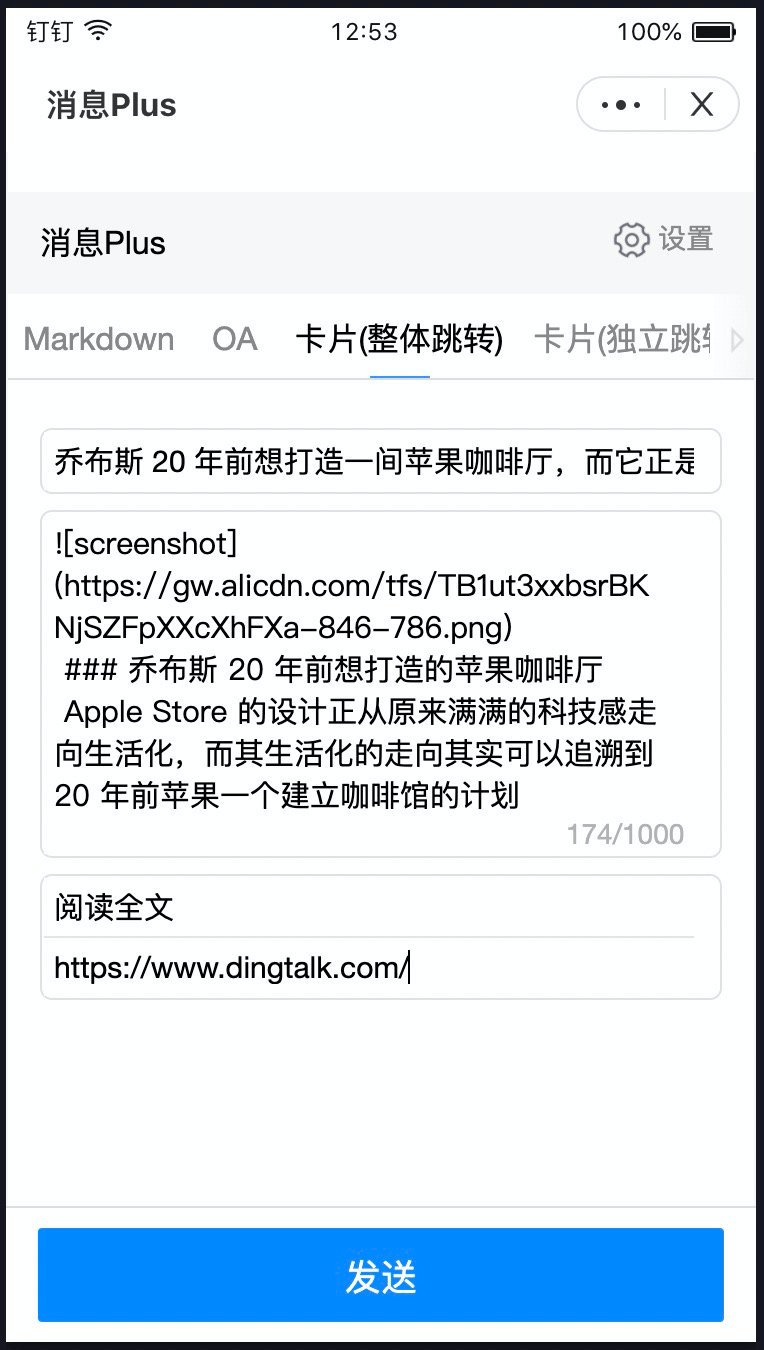 钉钉 12:53 100%
消息Plus X
消息Plus 设置
Markdown OA 卡片(整体跳转) 卡片(独立跳
乔布斯 20 年前想打造一间苹果咖啡厅，而它正是
![screenshot]
(https://gw.alicdn.com/tfs/TB1ut3xxbsrBK
NjSZFpXXcXhFXa-846-786.png)
### 乔布斯 20 年前想打造的苹果咖啡厅
Apple Store 的设计正从原来满满的科技感走
向生活化，而其生活化的走向其实可以追溯到
20 年前苹果一个建立咖啡馆的计划
174/1000
阅读全文
https://www.dingtalk.com/
发送